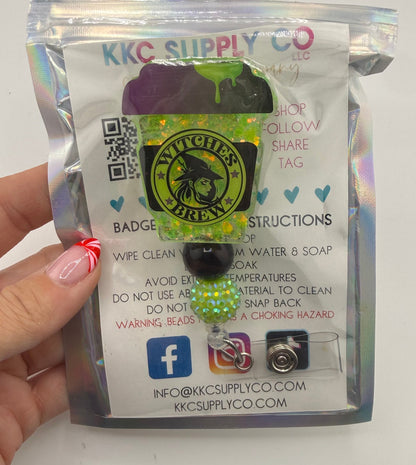 KKC SUPPLY CO
LLC
SHOP
FOLLOW
SHARE
TAG
WITCHES
BREW
BADGE STRUCTIONS
OP
WIPE CLEAN WATER & SOAP
SOAK
AVOID EX TEMPERATURES
DO NOT USE AB MATERIAL TO CLEAN
DO NOT SNAP BACK
WARNING: BEADS A CHOKING HAZARD
f
INFO@KKCSUPPLYCO.COM
KKCSUPPLYCO.COM